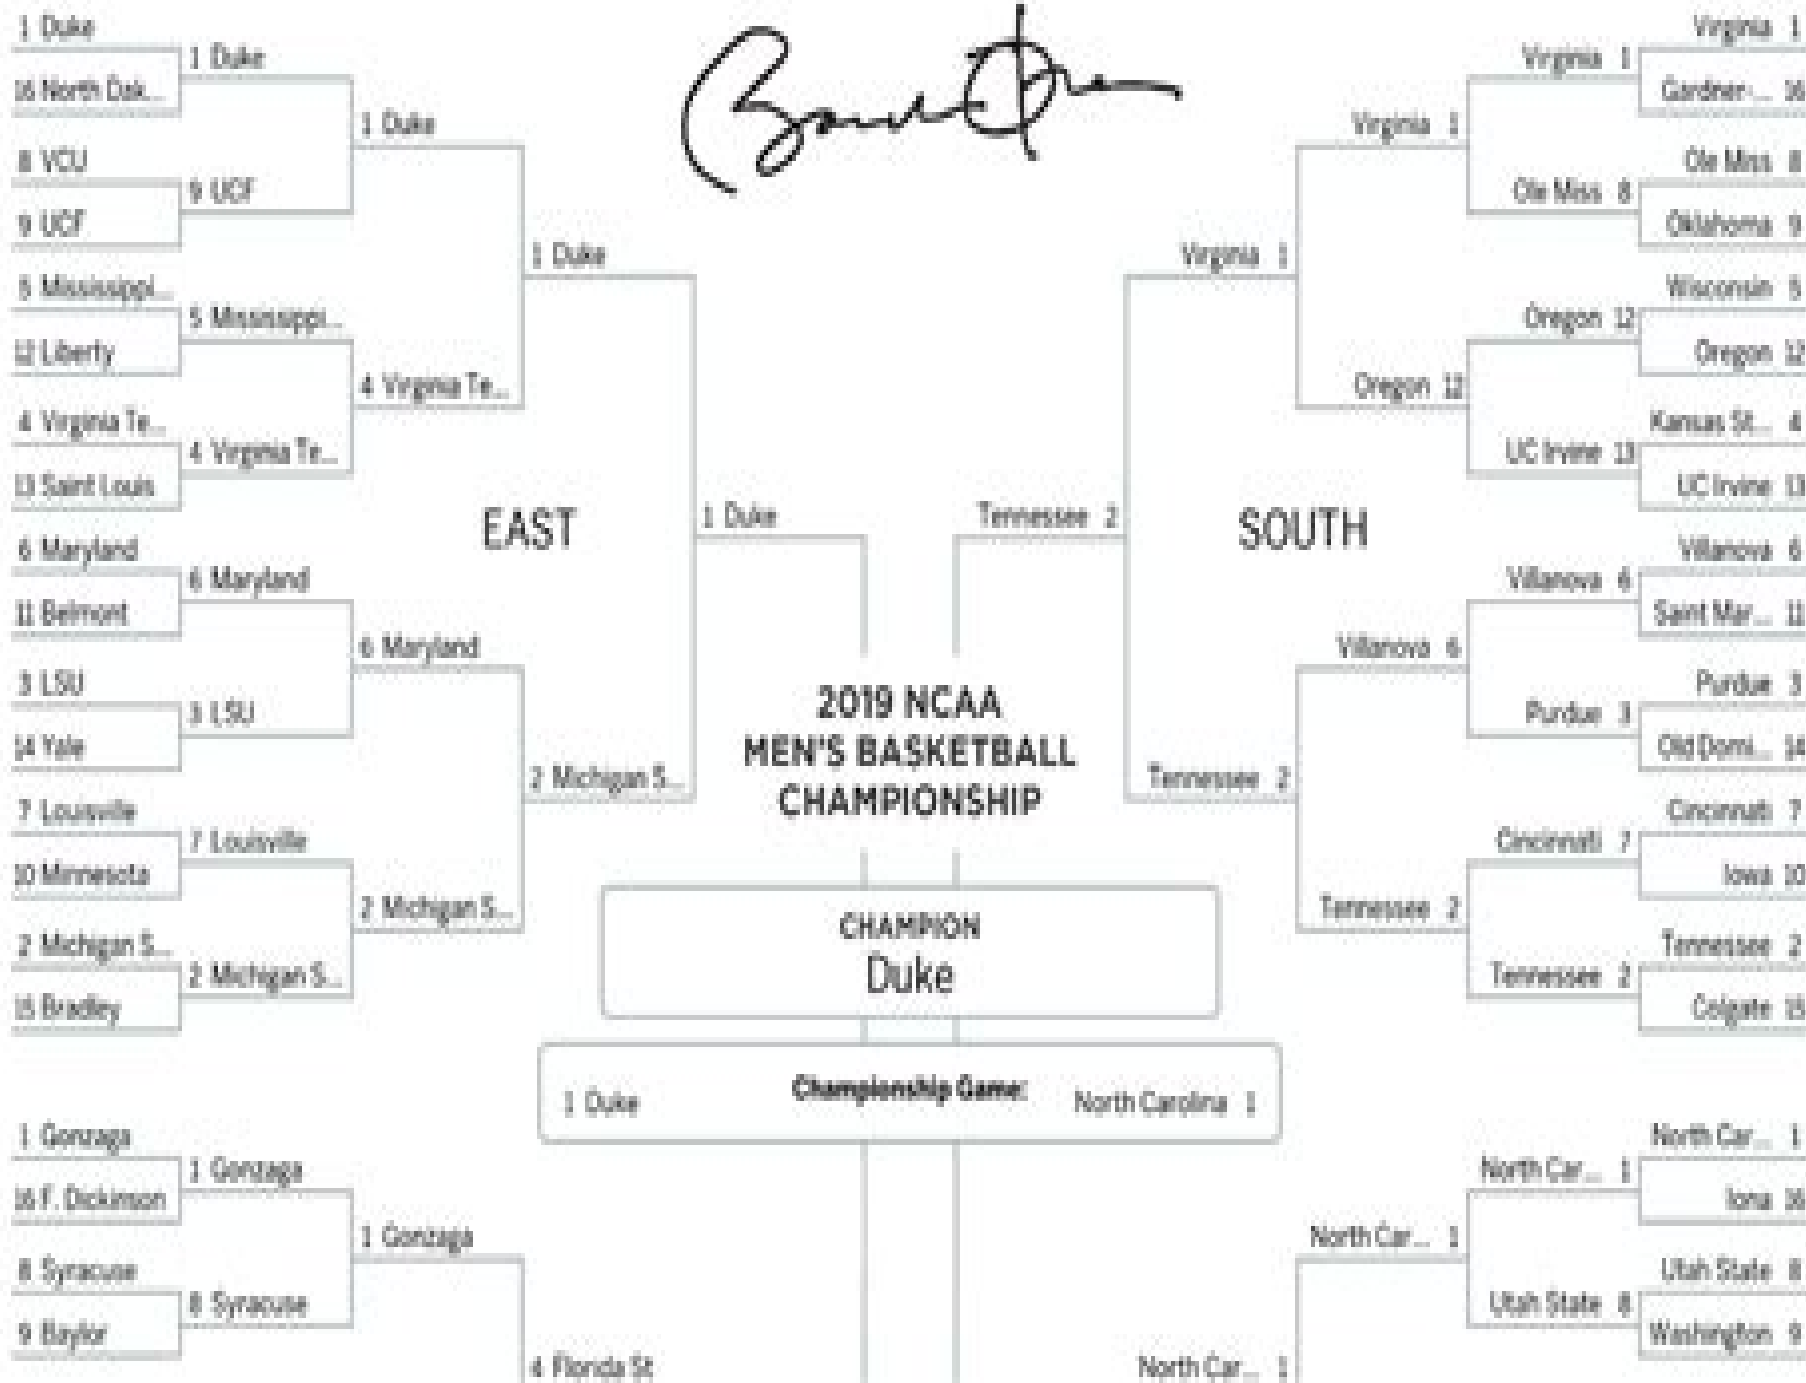 1 Duke
16 North Dak...
8 VCU
9 UCF
5 Mississippi...
12 Liberty
4 Virginia Te...
13 Saint Louis
6 Maryland
11 Belmont
3 LSU
14 Yale
7 Louisville
10 Minnesota
2 Michigan S...
15 Bradley
1 Duke
9 UCF
5 Mississippi...
4 Virginia Te...
6 Maryland
3 LSU
7 Louisville
2 Michigan S...
1 Duke
4 Virginia Te...
6 Maryland
2 Michigan S...
1 Duke
2 Michigan S...
EAST
1 Duke
Tennessee 2
SOUTH
Virginia 1
Tennessee 2
Virginia 1
Oregon 12
Villanova 6
Tennessee 2
Virginia 1
Ole Miss 8
Oregon 12
UC Irvine 13
Villanova 6
Purdue 3
Cincinnati 7
Tennessee 2
Virginia 1
Gardner-... 16
Ole Miss 8
Oklahoma 9
Wisconsin 5
Oregon 12
Kansas St... 4
UC Irvine 13
Villanova 6
Saint Mar... 11
Purdue 3
Old Domi... 14
Cincinnati 7
Iowa 10
Tennessee 2
Colgate 15
2019 NCAA
MEN'S BASKETBALL
CHAMPIONSHIP
CHAMPION
Duke
Championship Game:
1 Duke
North Carolina 1
1 Gonzaga
16 F. Dickinson
8 Syracuse
9 Baylor
1 Gonzaga
8 Syracuse
1 Gonzaga
4 Florida St
North Car... 1
North Car... 1
North Car... 1
Utah State 8
North Car... 1
Iona 16
Utah State 8
Washington 9